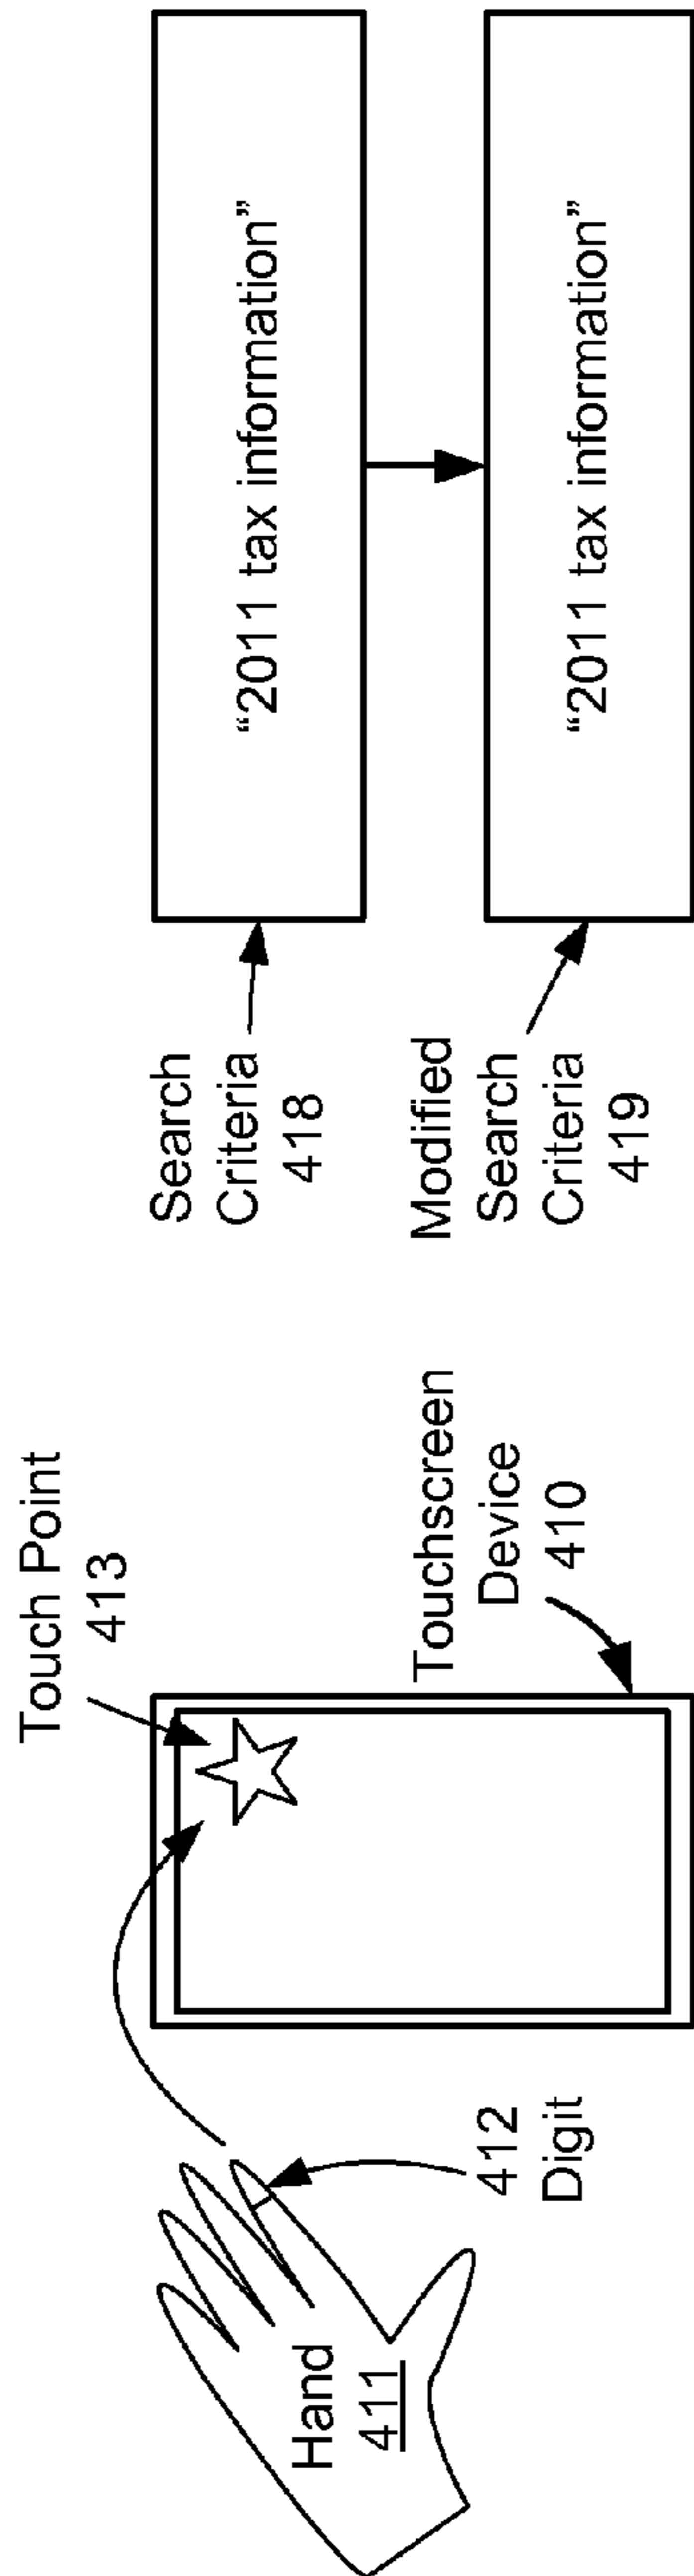 Hand
411
412
Digit
Touch Point
413
Touchscreen
Device
410
Search
Criteria
418
“2011 tax information”
Modified
Search
Criteria
419
“2011 tax information”